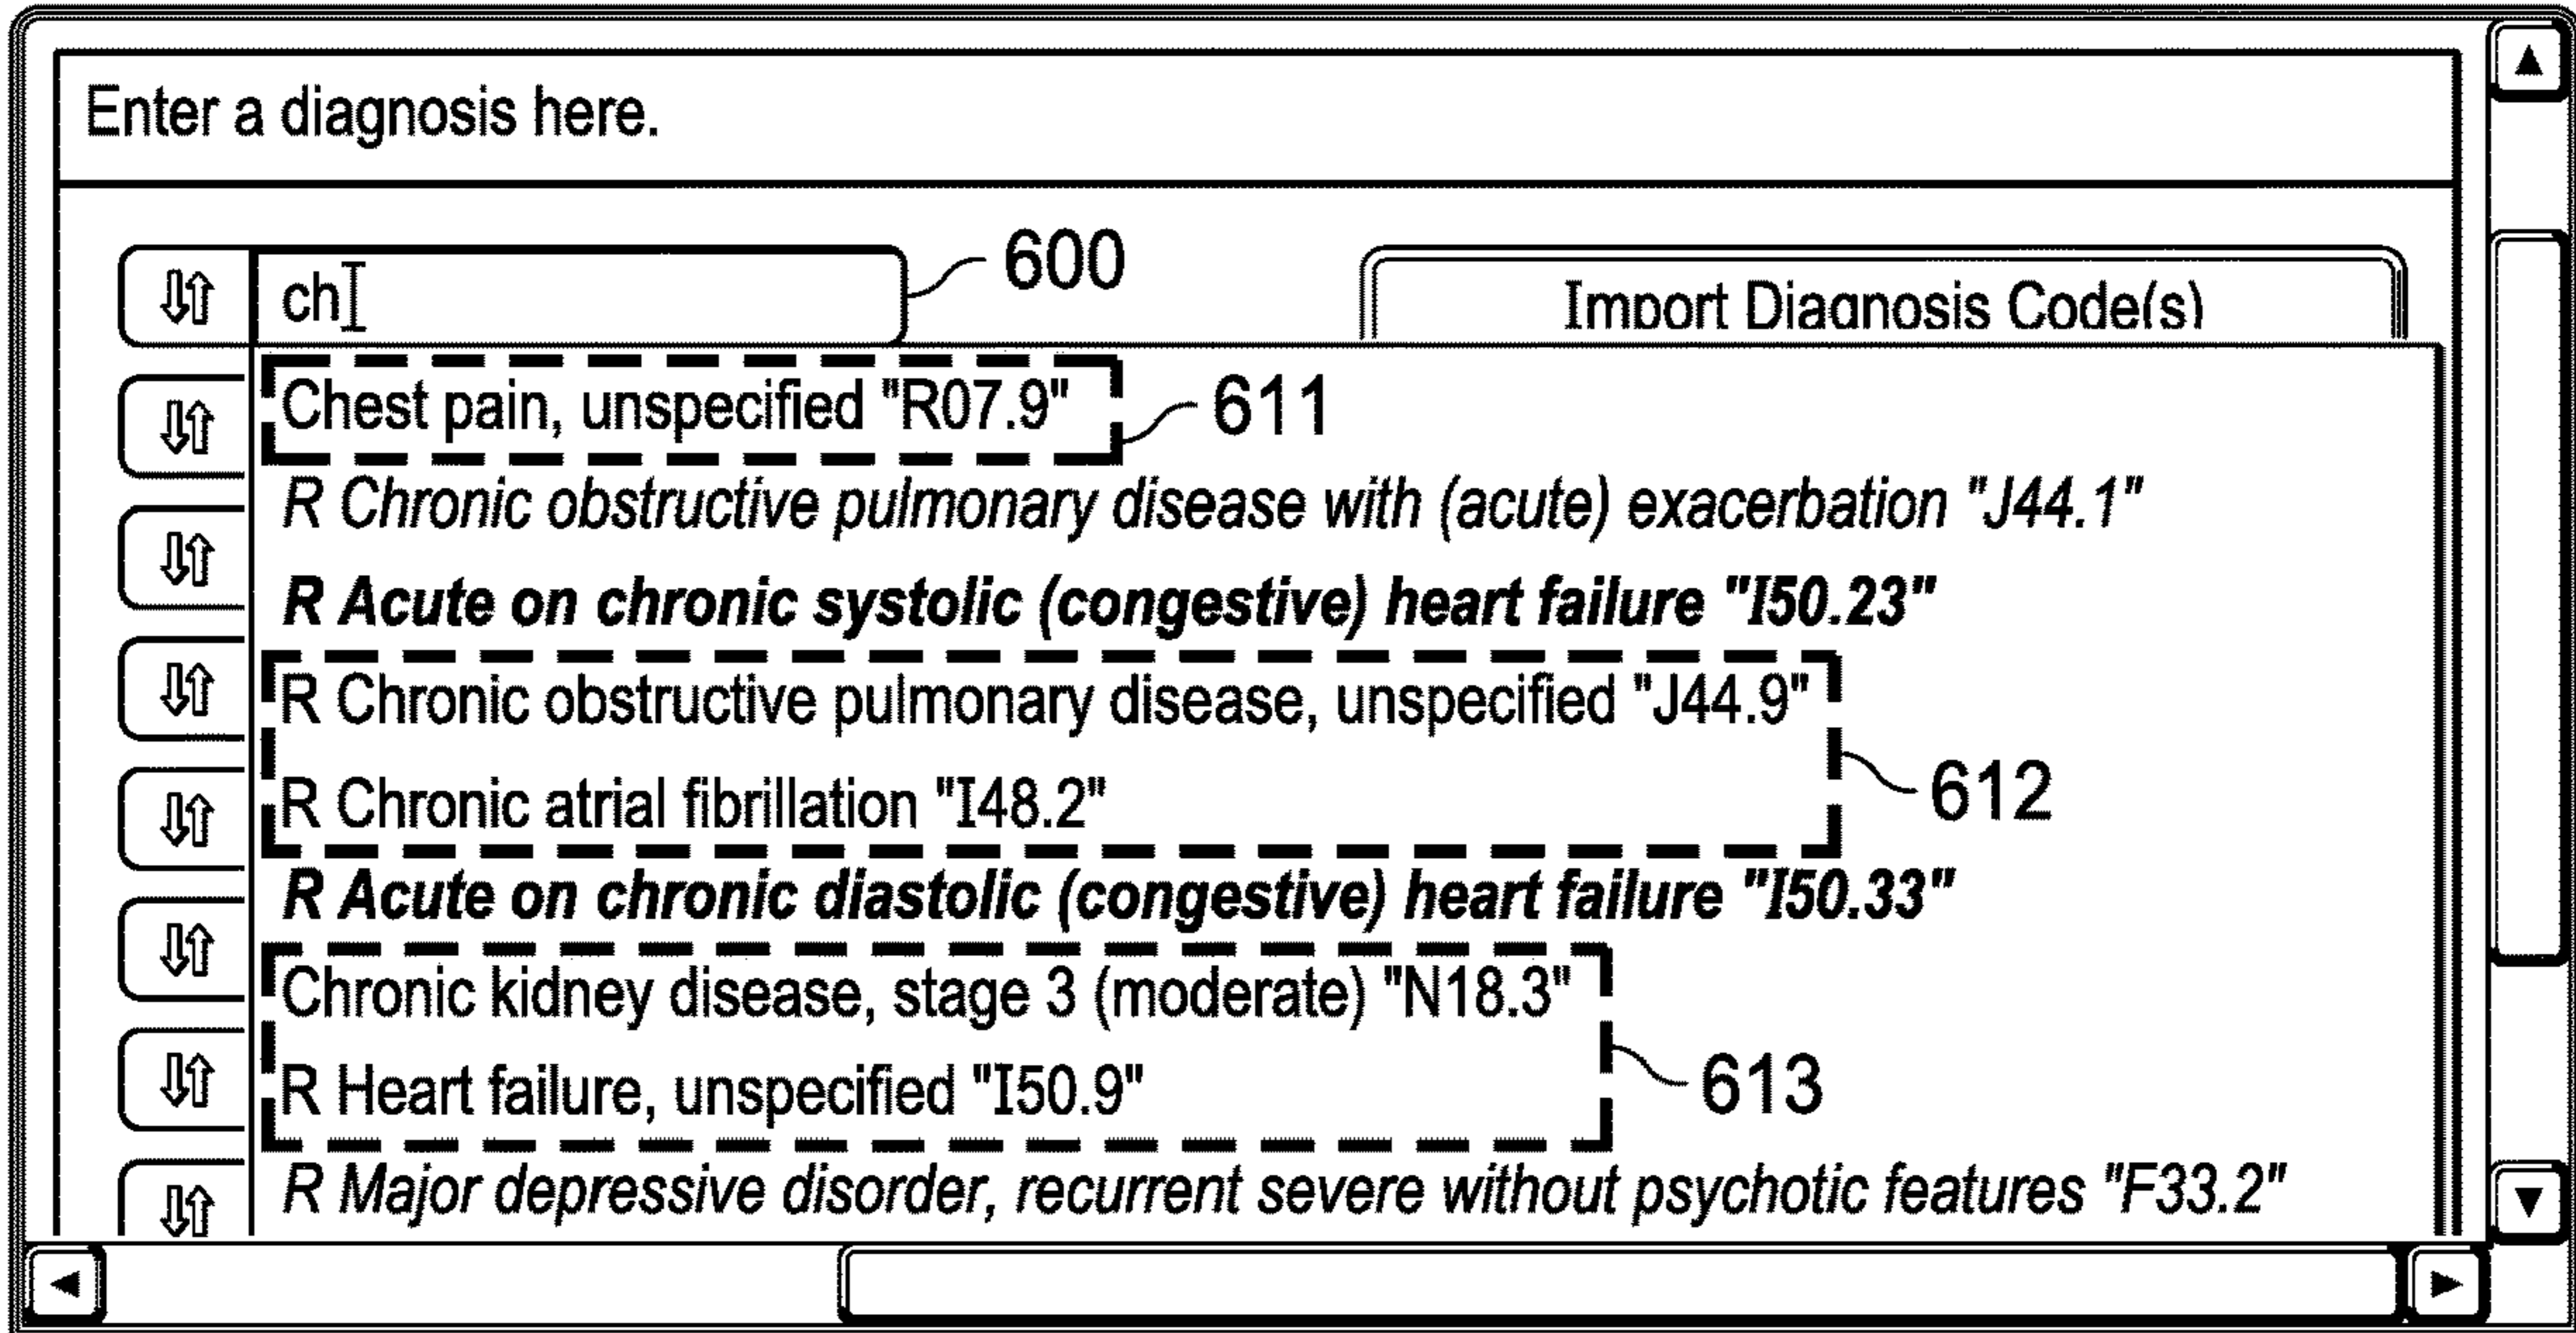 Enter a diagnosis here.
ch
600
Import Diagnosis Code(s)
Chest pain, unspecified "R07.9"
611
R Chronic obstructive pulmonary disease with (acute) exacerbation "J44.1"
R Acute on chronic systolic (congestive) heart failure "I50.23"
R Chronic obstructive pulmonary disease, unspecified "J44.9"
612
R Chronic atrial fibrillation "I48.2"
R Acute on chronic diastolic (congestive) heart failure "I50.33"
Chronic kidney disease, stage 3 (moderate) "N18.3"
613
R Heart failure, unspecified "I50.9"
R Major depressive disorder, recurrent severe without psychotic features "F33.2"